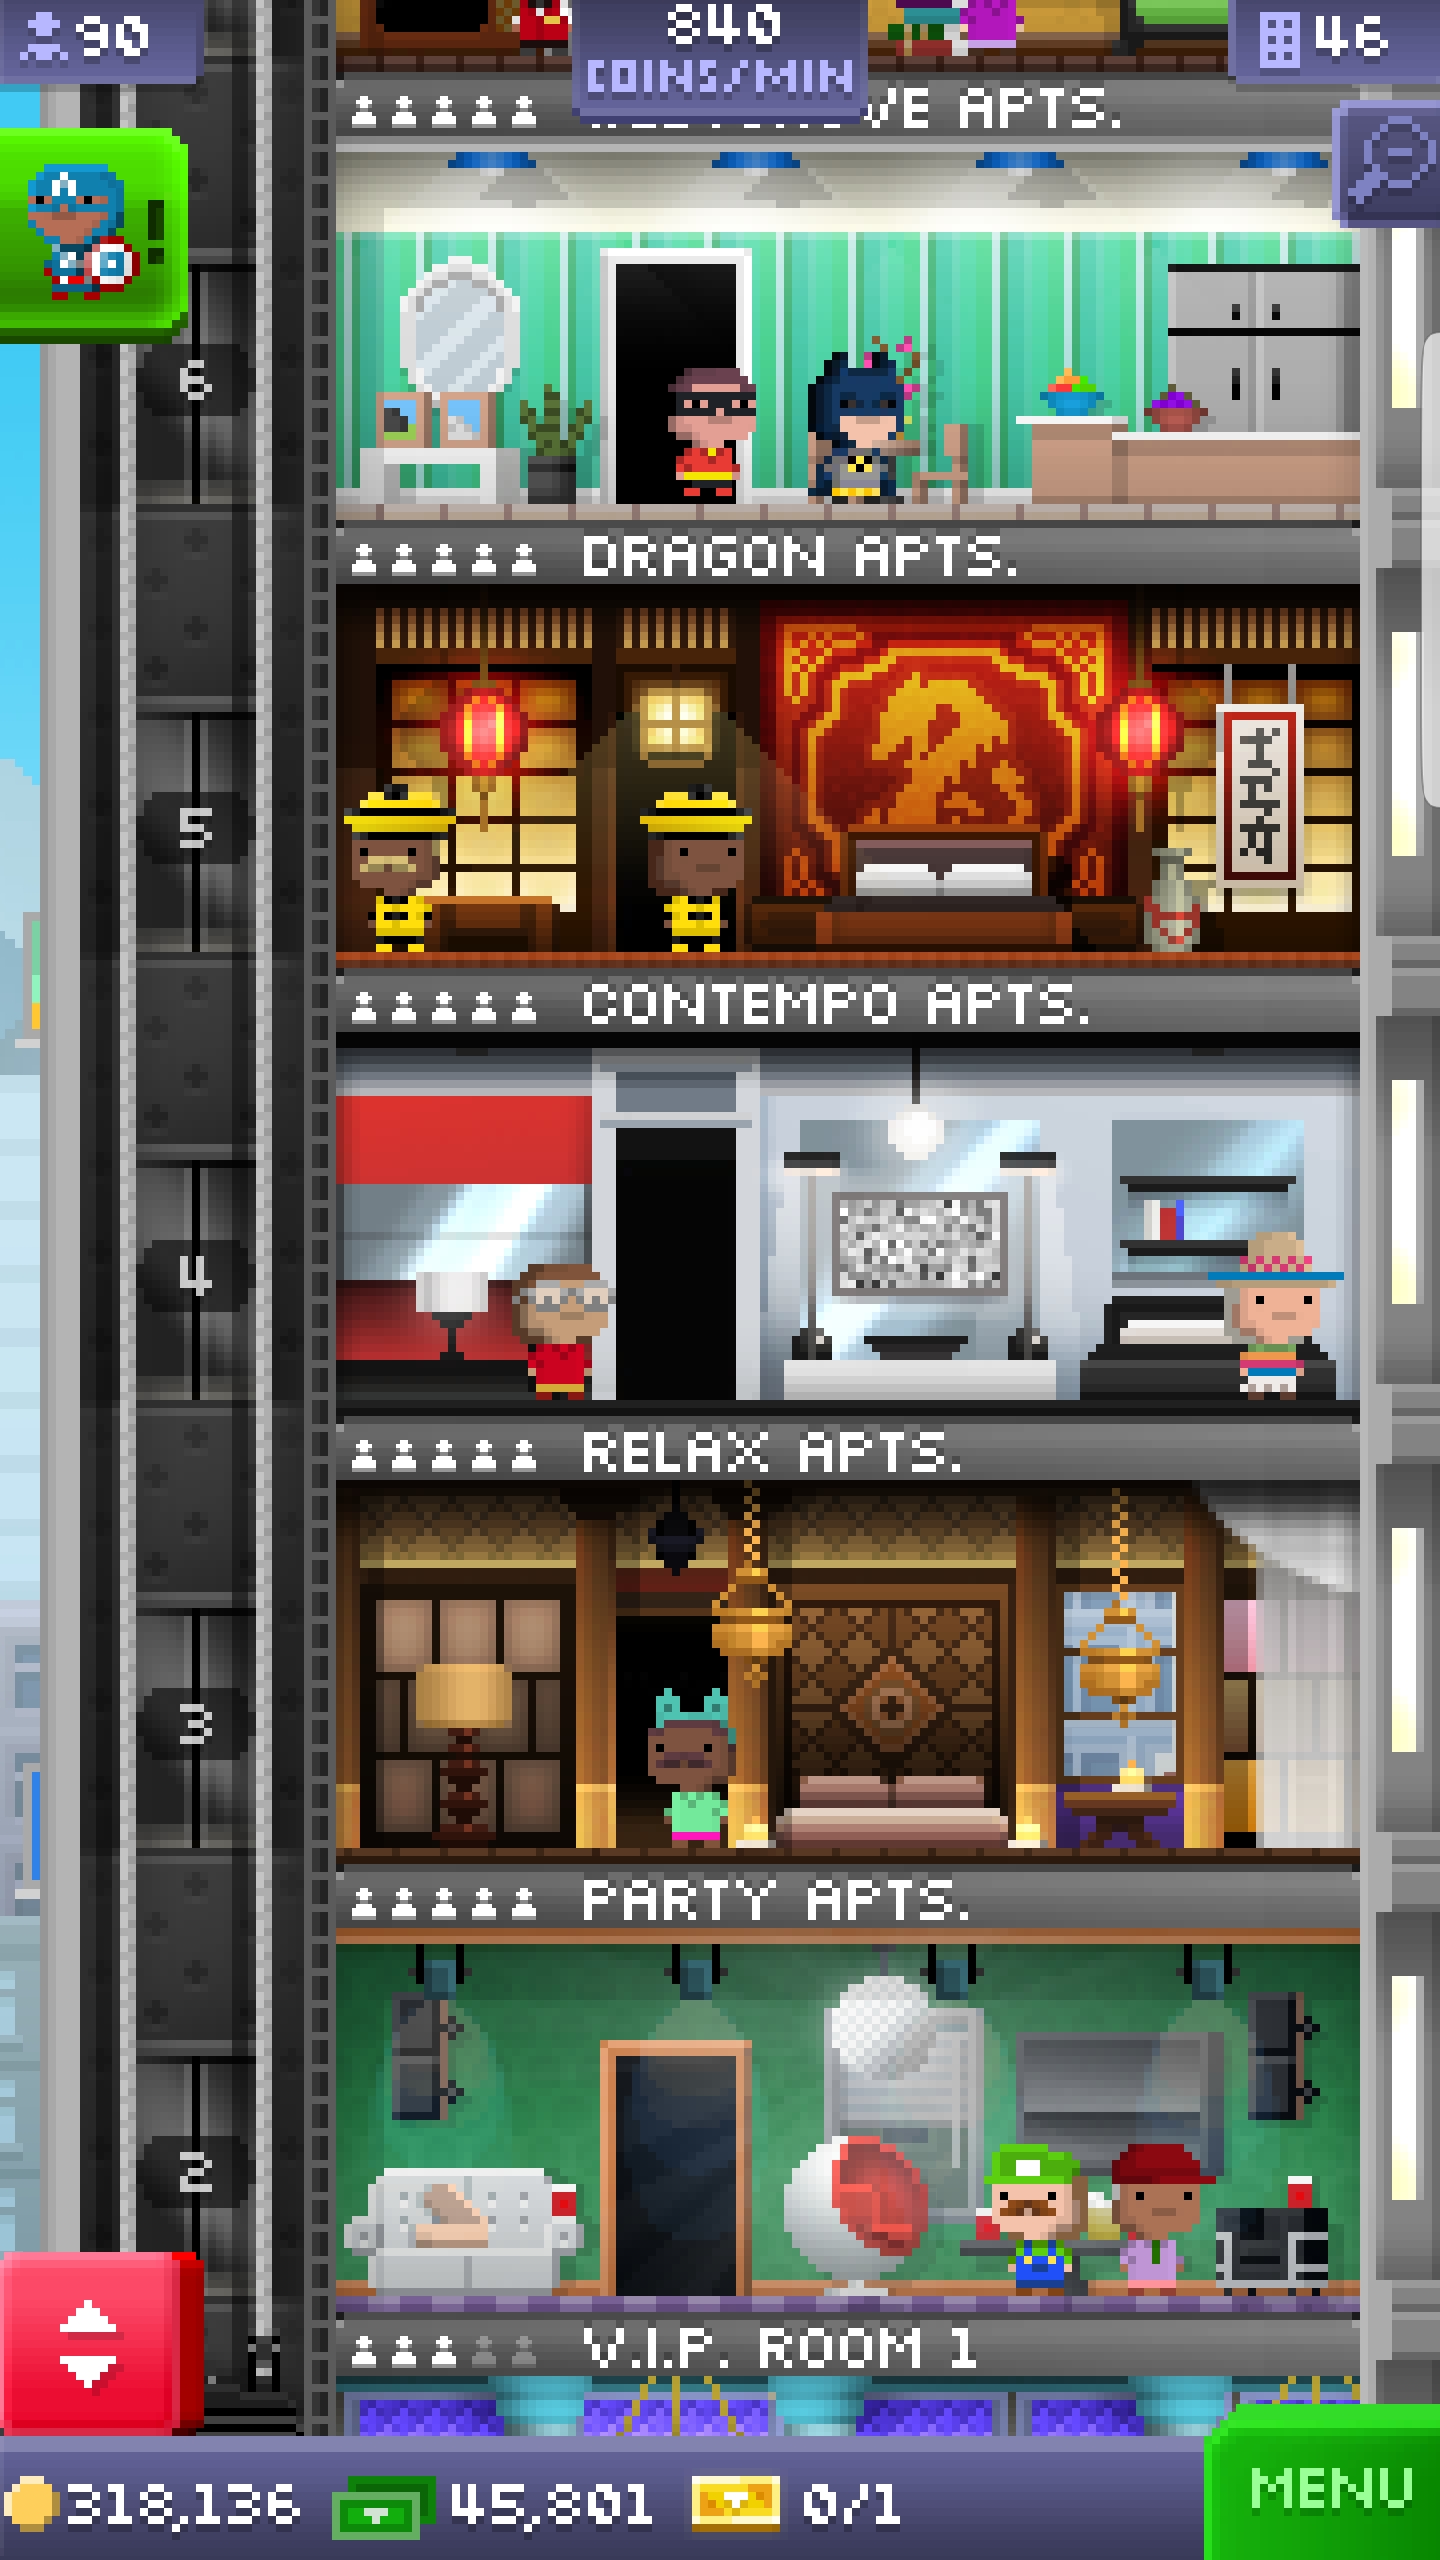 90
840
COINS/MIN
46
VE APTS.
6
DRAGON APTS.
5
CONTEMPO APTS.
4
RELAX APTS.
3
PARTY APTS.
2
V.I.P. ROOM 1
318,136
45,801
0/1
MENU